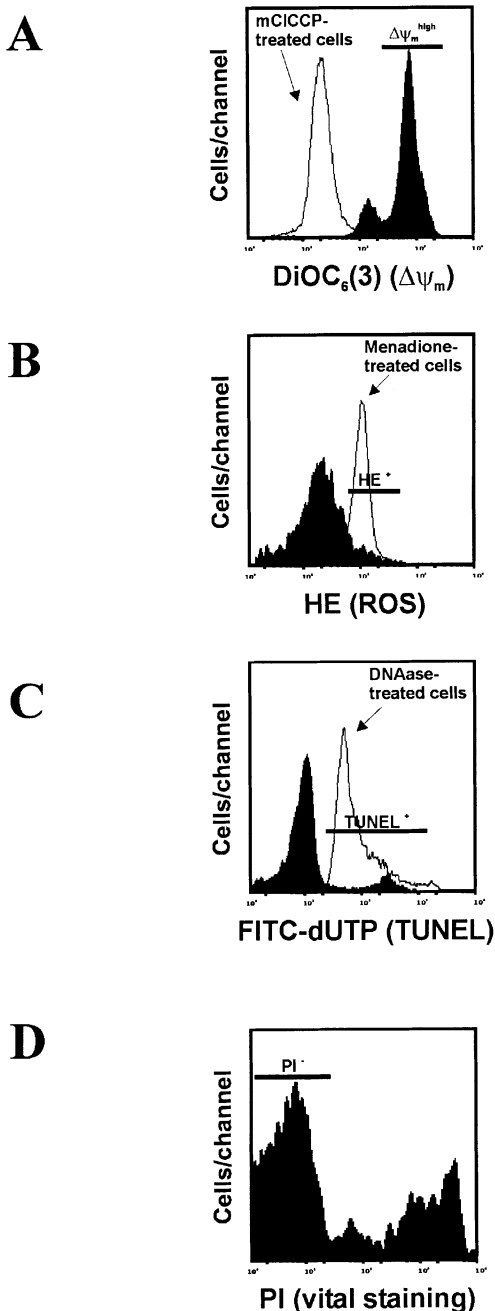 A
mClCCP-
treated cells
Δψm high
Cells/channel
DiOC6(3) (Δψm)
B
Menadione-
treated cells
HE +
Cells/channel
HE (ROS)
C
DNAase-
treated cells
TUNEL +
Cells/channel
FITC-dUTP (TUNEL)
D
PI -
Cells/channel
PI (vital staining)